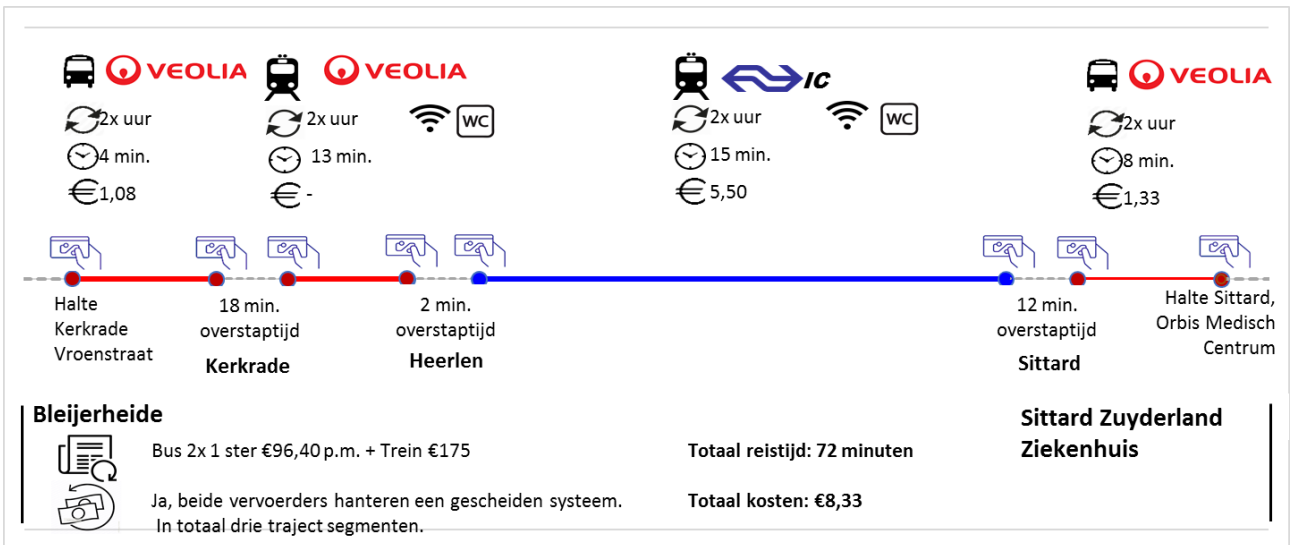 VEOLIA
2x uur
4 min.
€1,08
VEOLIA
2x uur
13 min.
€ -
WC
IC
2x uur
15 min.
€ 5,50
WC
VEOLIA
2x uur
8 min.
€1,33
Halte
Kerkrade
Vroenstraat
18 min.
overstaptijd
Kerkrade
2 min.
overstaptijd
Heerlen
12 min.
overstaptijd
Sittard
Halte Sittard,
Orbis Medisch
Centrum
Bleijerheide
Sittard Zuyderland
Ziekenhuis
Bus 2x 1 ster €96,40 p.m. + Trein €175
Totaal reistijd: 72 minuten
Ja, beide vervoerders hanteren een gescheiden systeem.
In totaal drie traject segmenten.
Totaal kosten: €8,33